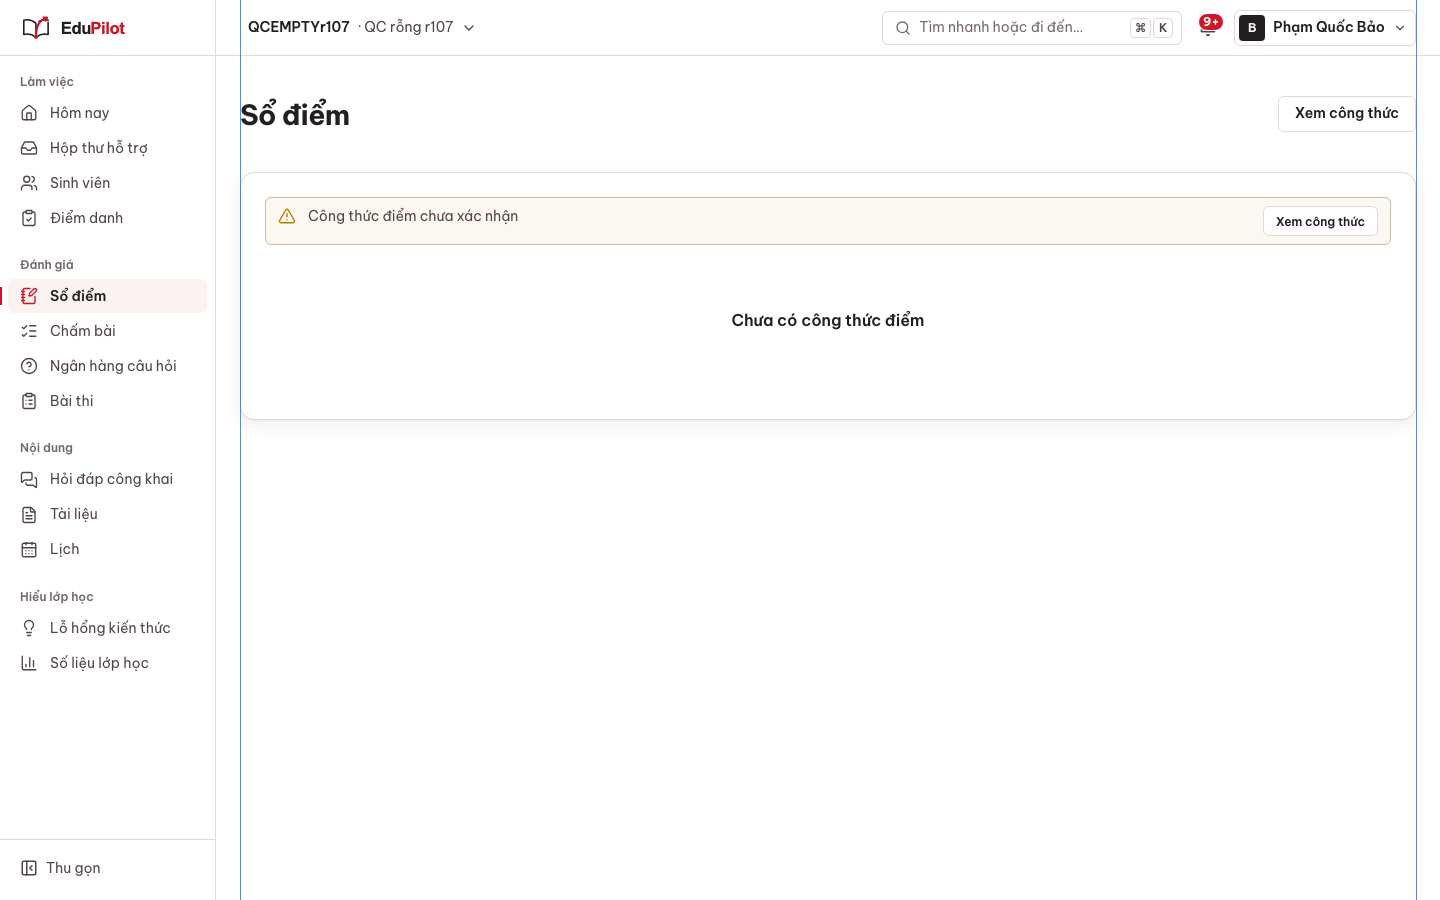 EduPilot
QCEMPTYr107 · QC rỗng r107
Tìm nhanh hoặc đi đến... ⌘ K
9+
B Phạm Quốc Bảo
Làm việc
Hôm nay
Hộp thư hỗ trợ
Sinh viên
Điểm danh
Đánh giá
Sổ điểm
Chấm bài
Ngân hàng câu hỏi
Bài thi
Nội dung
Hỏi đáp công khai
Tài liệu
Lịch
Hiểu lớp học
Lỗ hổng kiến thức
Số liệu lớp học
Thu gọn
Sổ điểm
Xem công thức
Công thức điểm chưa xác nhận
Xem công thức
Chưa có công thức điểm